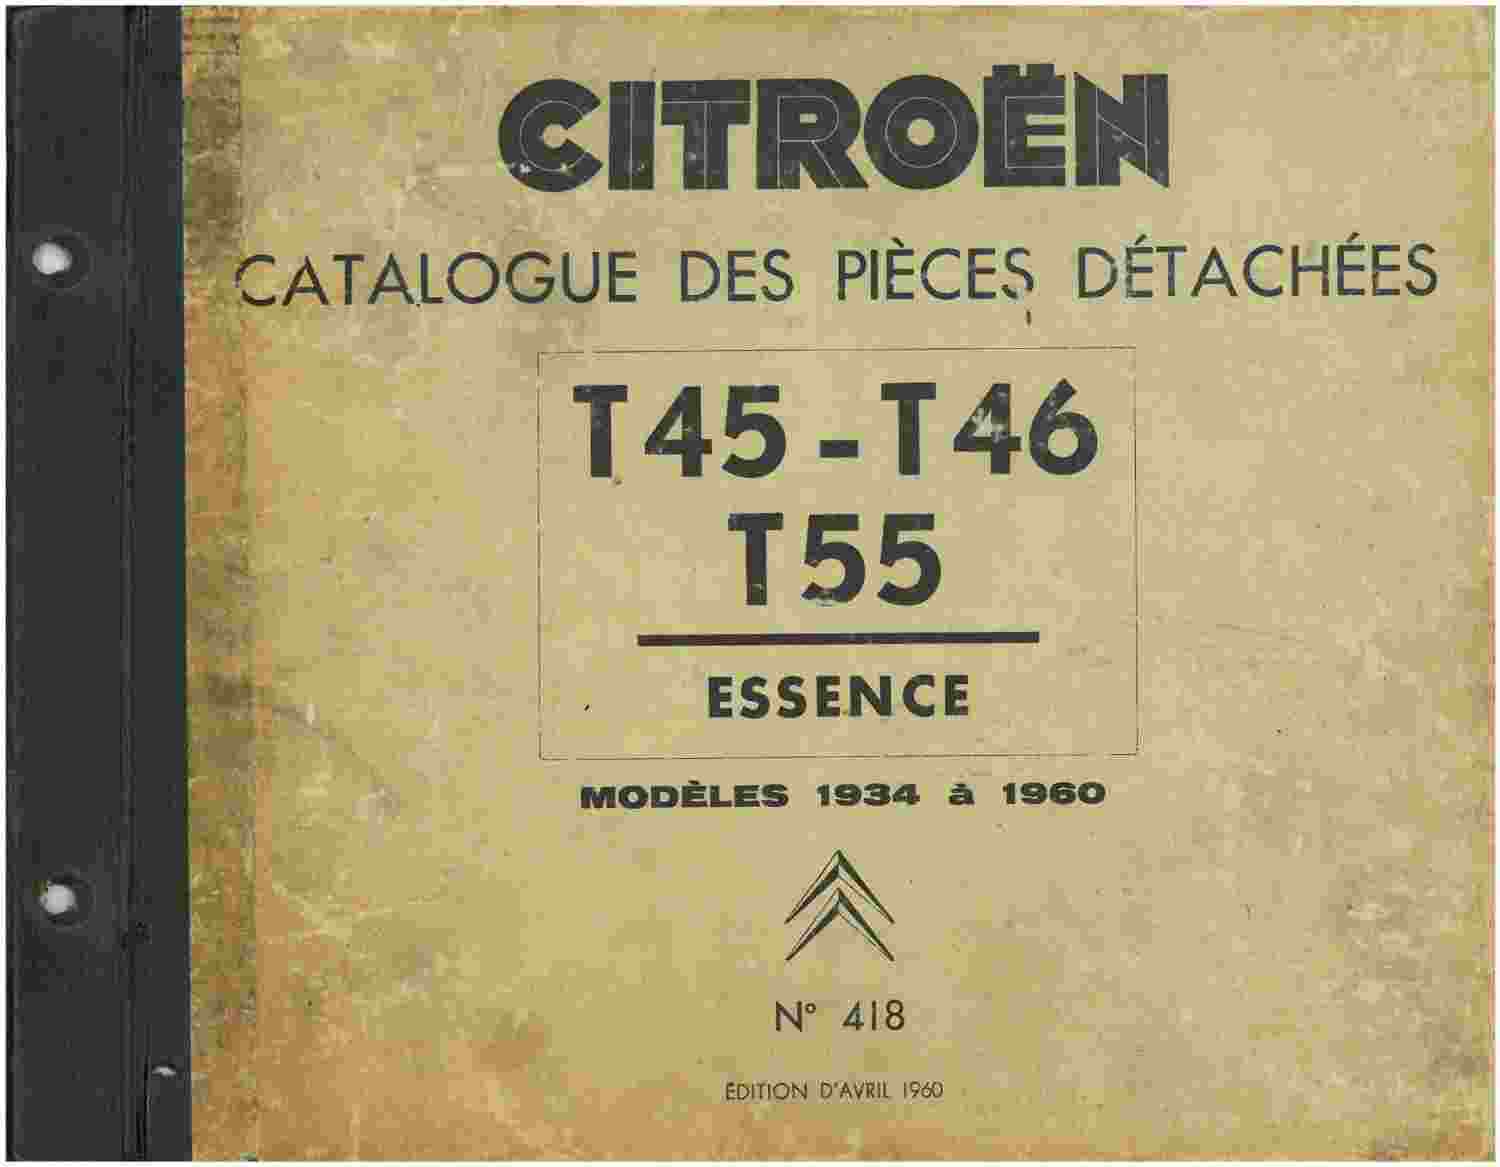 CITROËN
CATALOGUE DES PIÈCES DÉTACHÉES
T45 - T46
T55
ESSENCE
MODÈLES 1934 à 1960
N° 418
ÉDITION D'AVRIL 1960